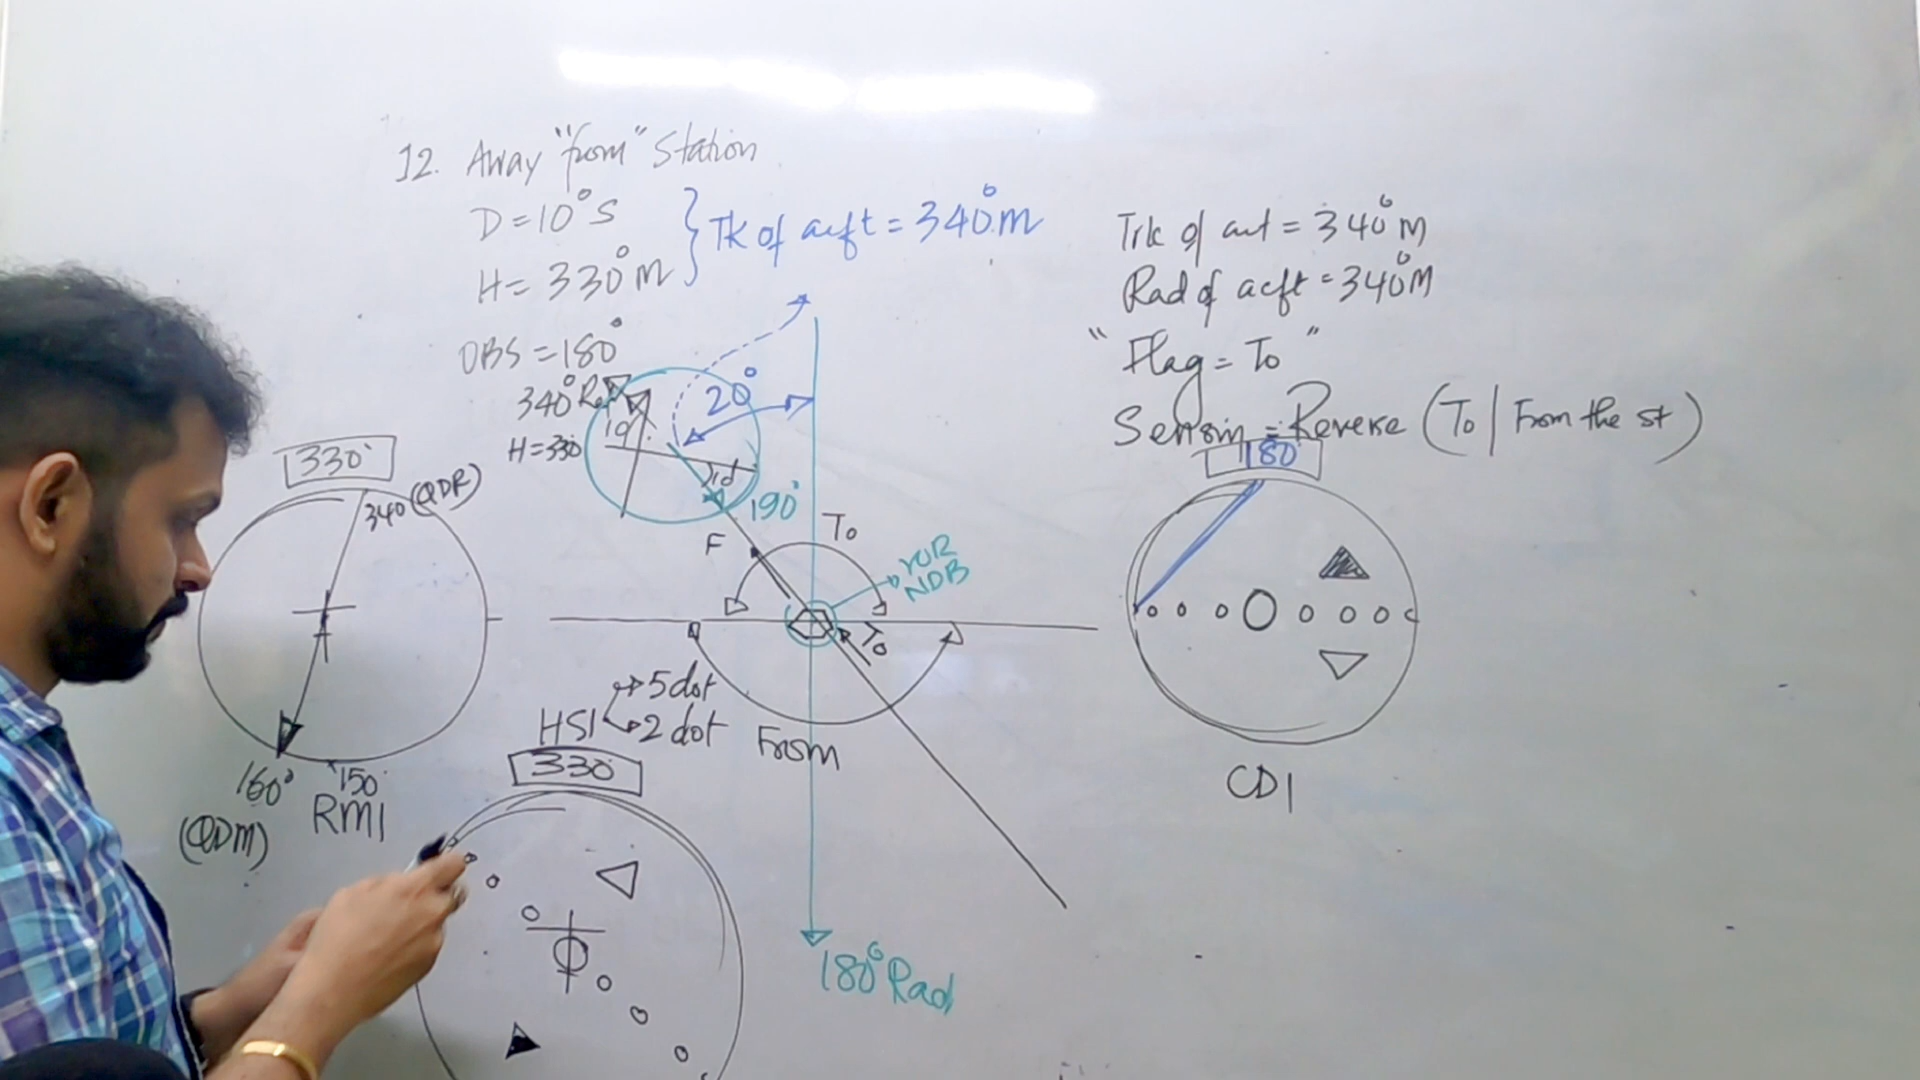 12. Away "from" Station
D = 10° S
H = 330° M
} Tk of acft = 340° M
OBS = 180°
340° R
H = 330
10
20°
10
190°
F
To
VOR
NDB
To
From
180° Rad
330°
340 (QDR)
160°
(QDM)
150
RMI
HSI
5 dot
2 dot
330
Trk of act = 340° M
Rad of acft = 340° M
"Flag = To"
Sensin = Reverse (To | From the st)
180
CDI